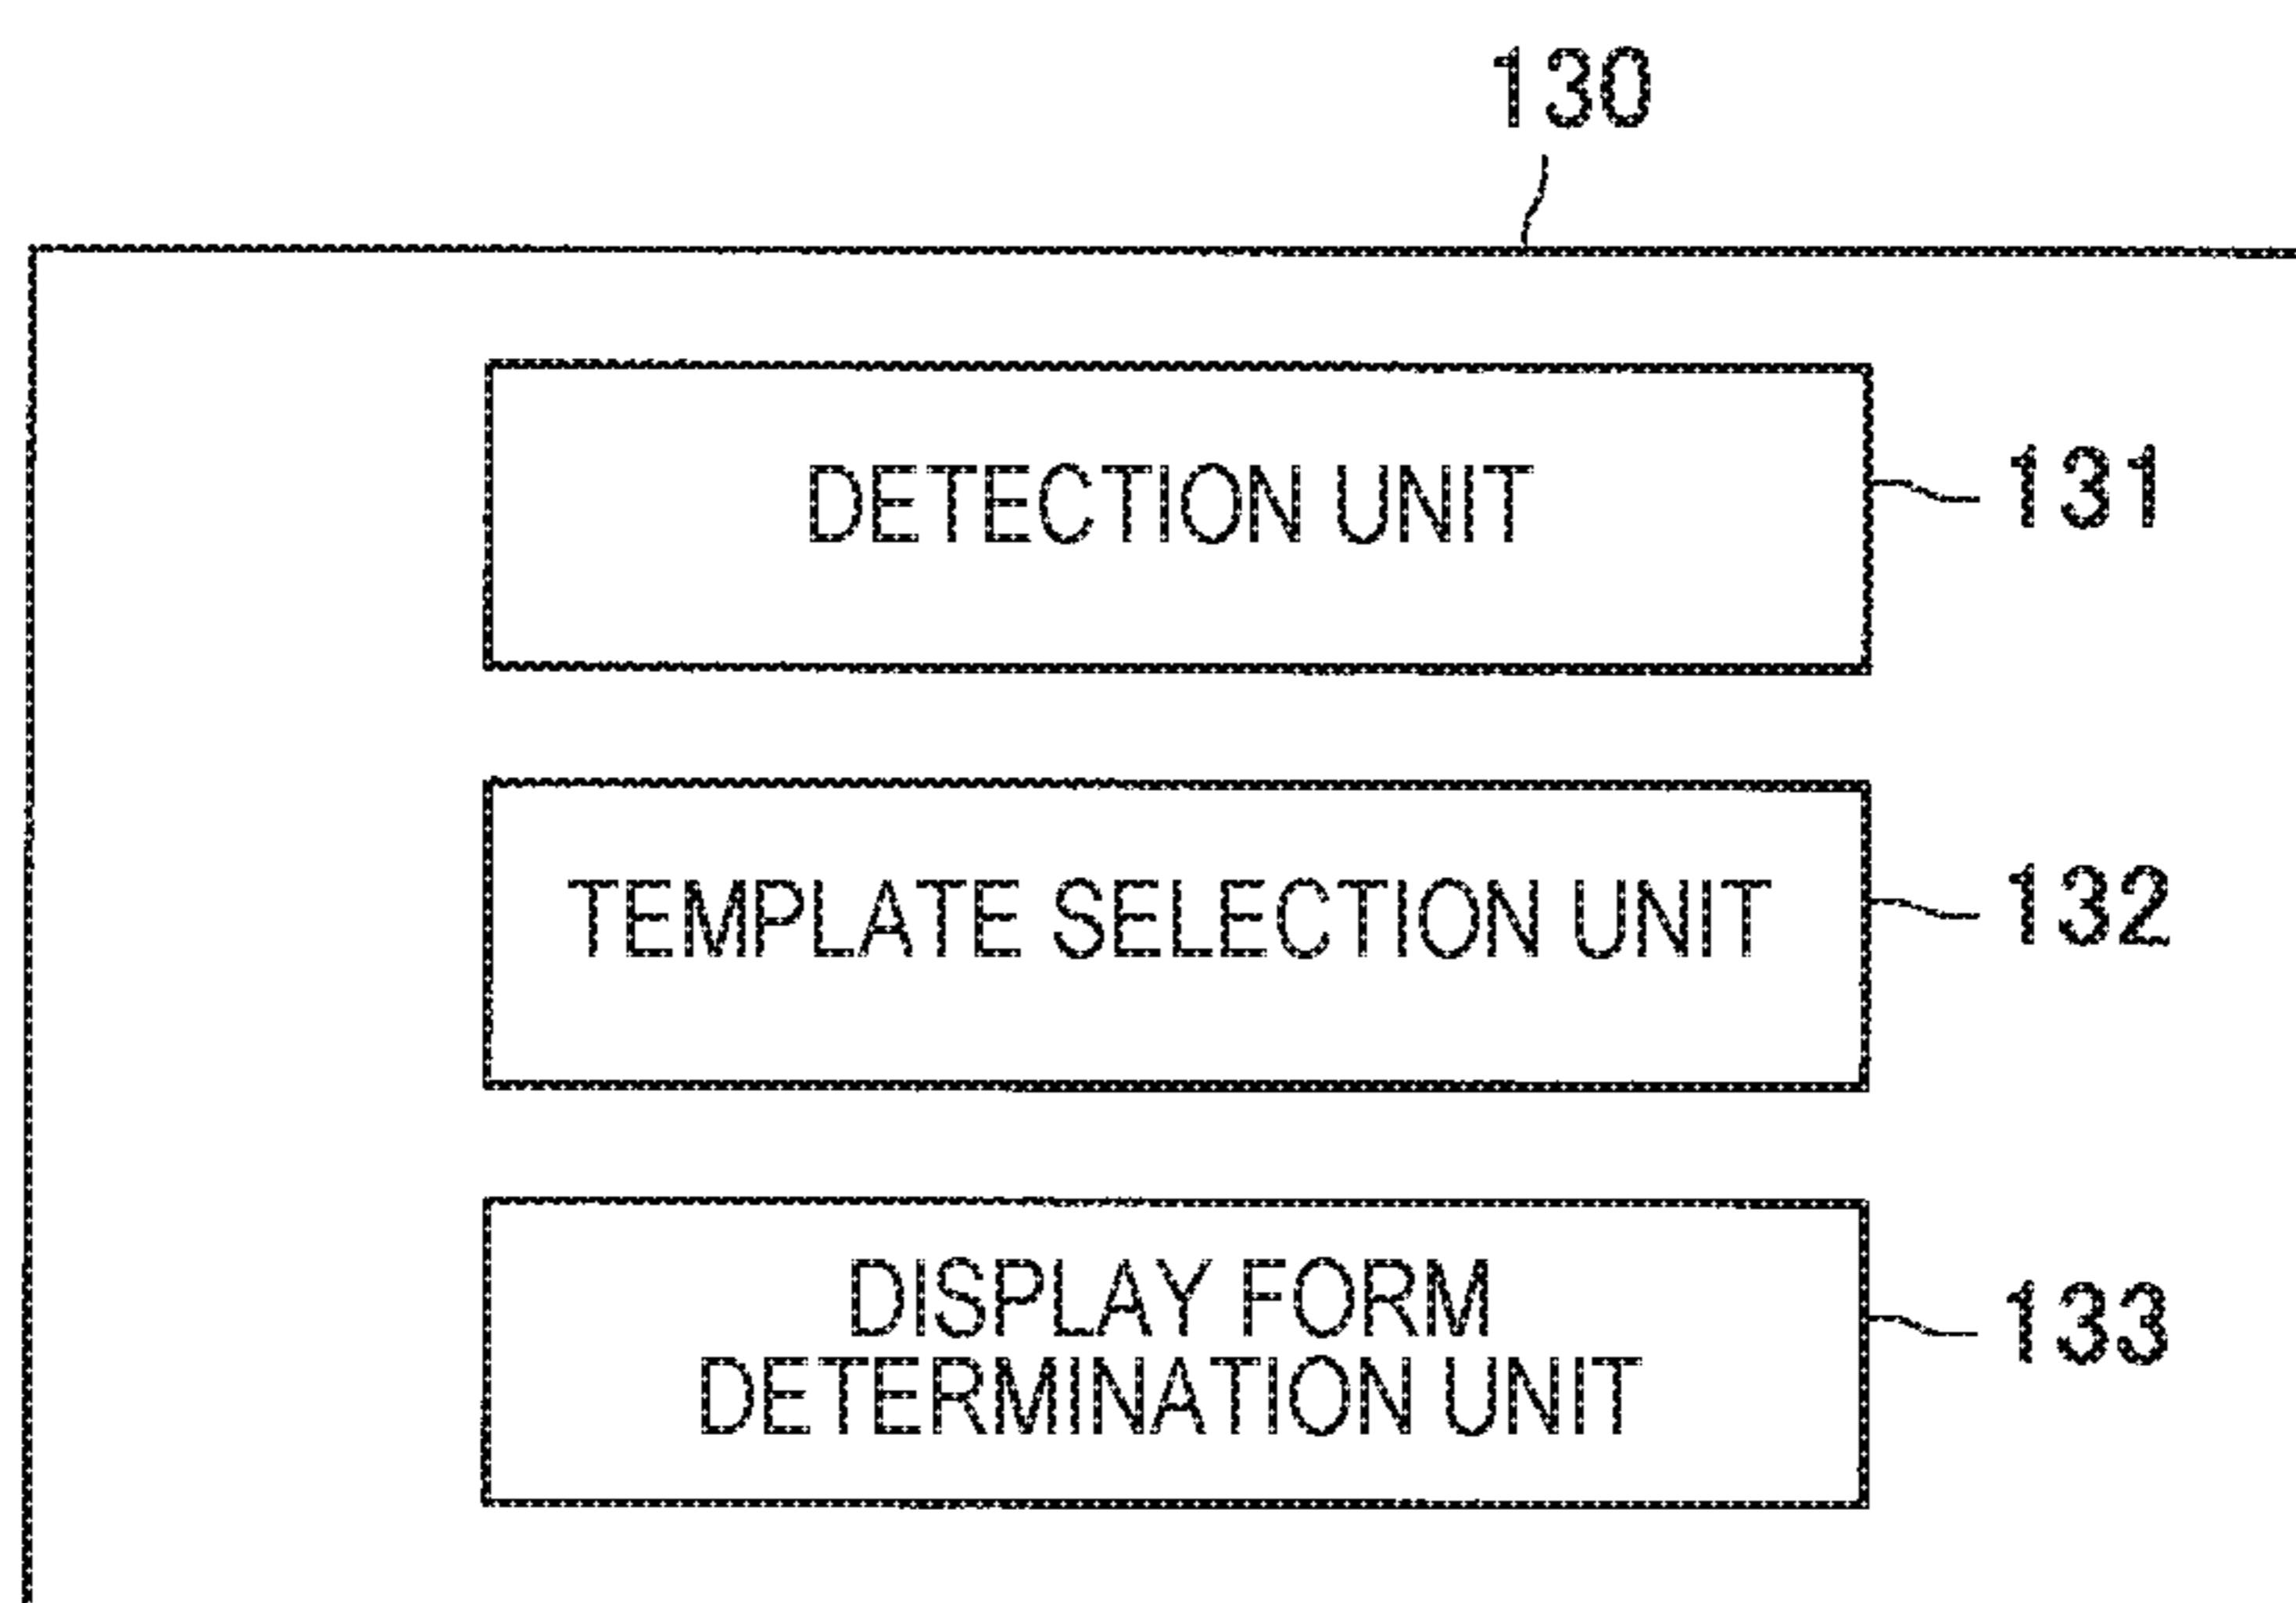 130
DETECTION UNIT
131
TEMPLATE SELECTION UNIT
132
DISPLAY FORM
DETERMINATION UNIT
133